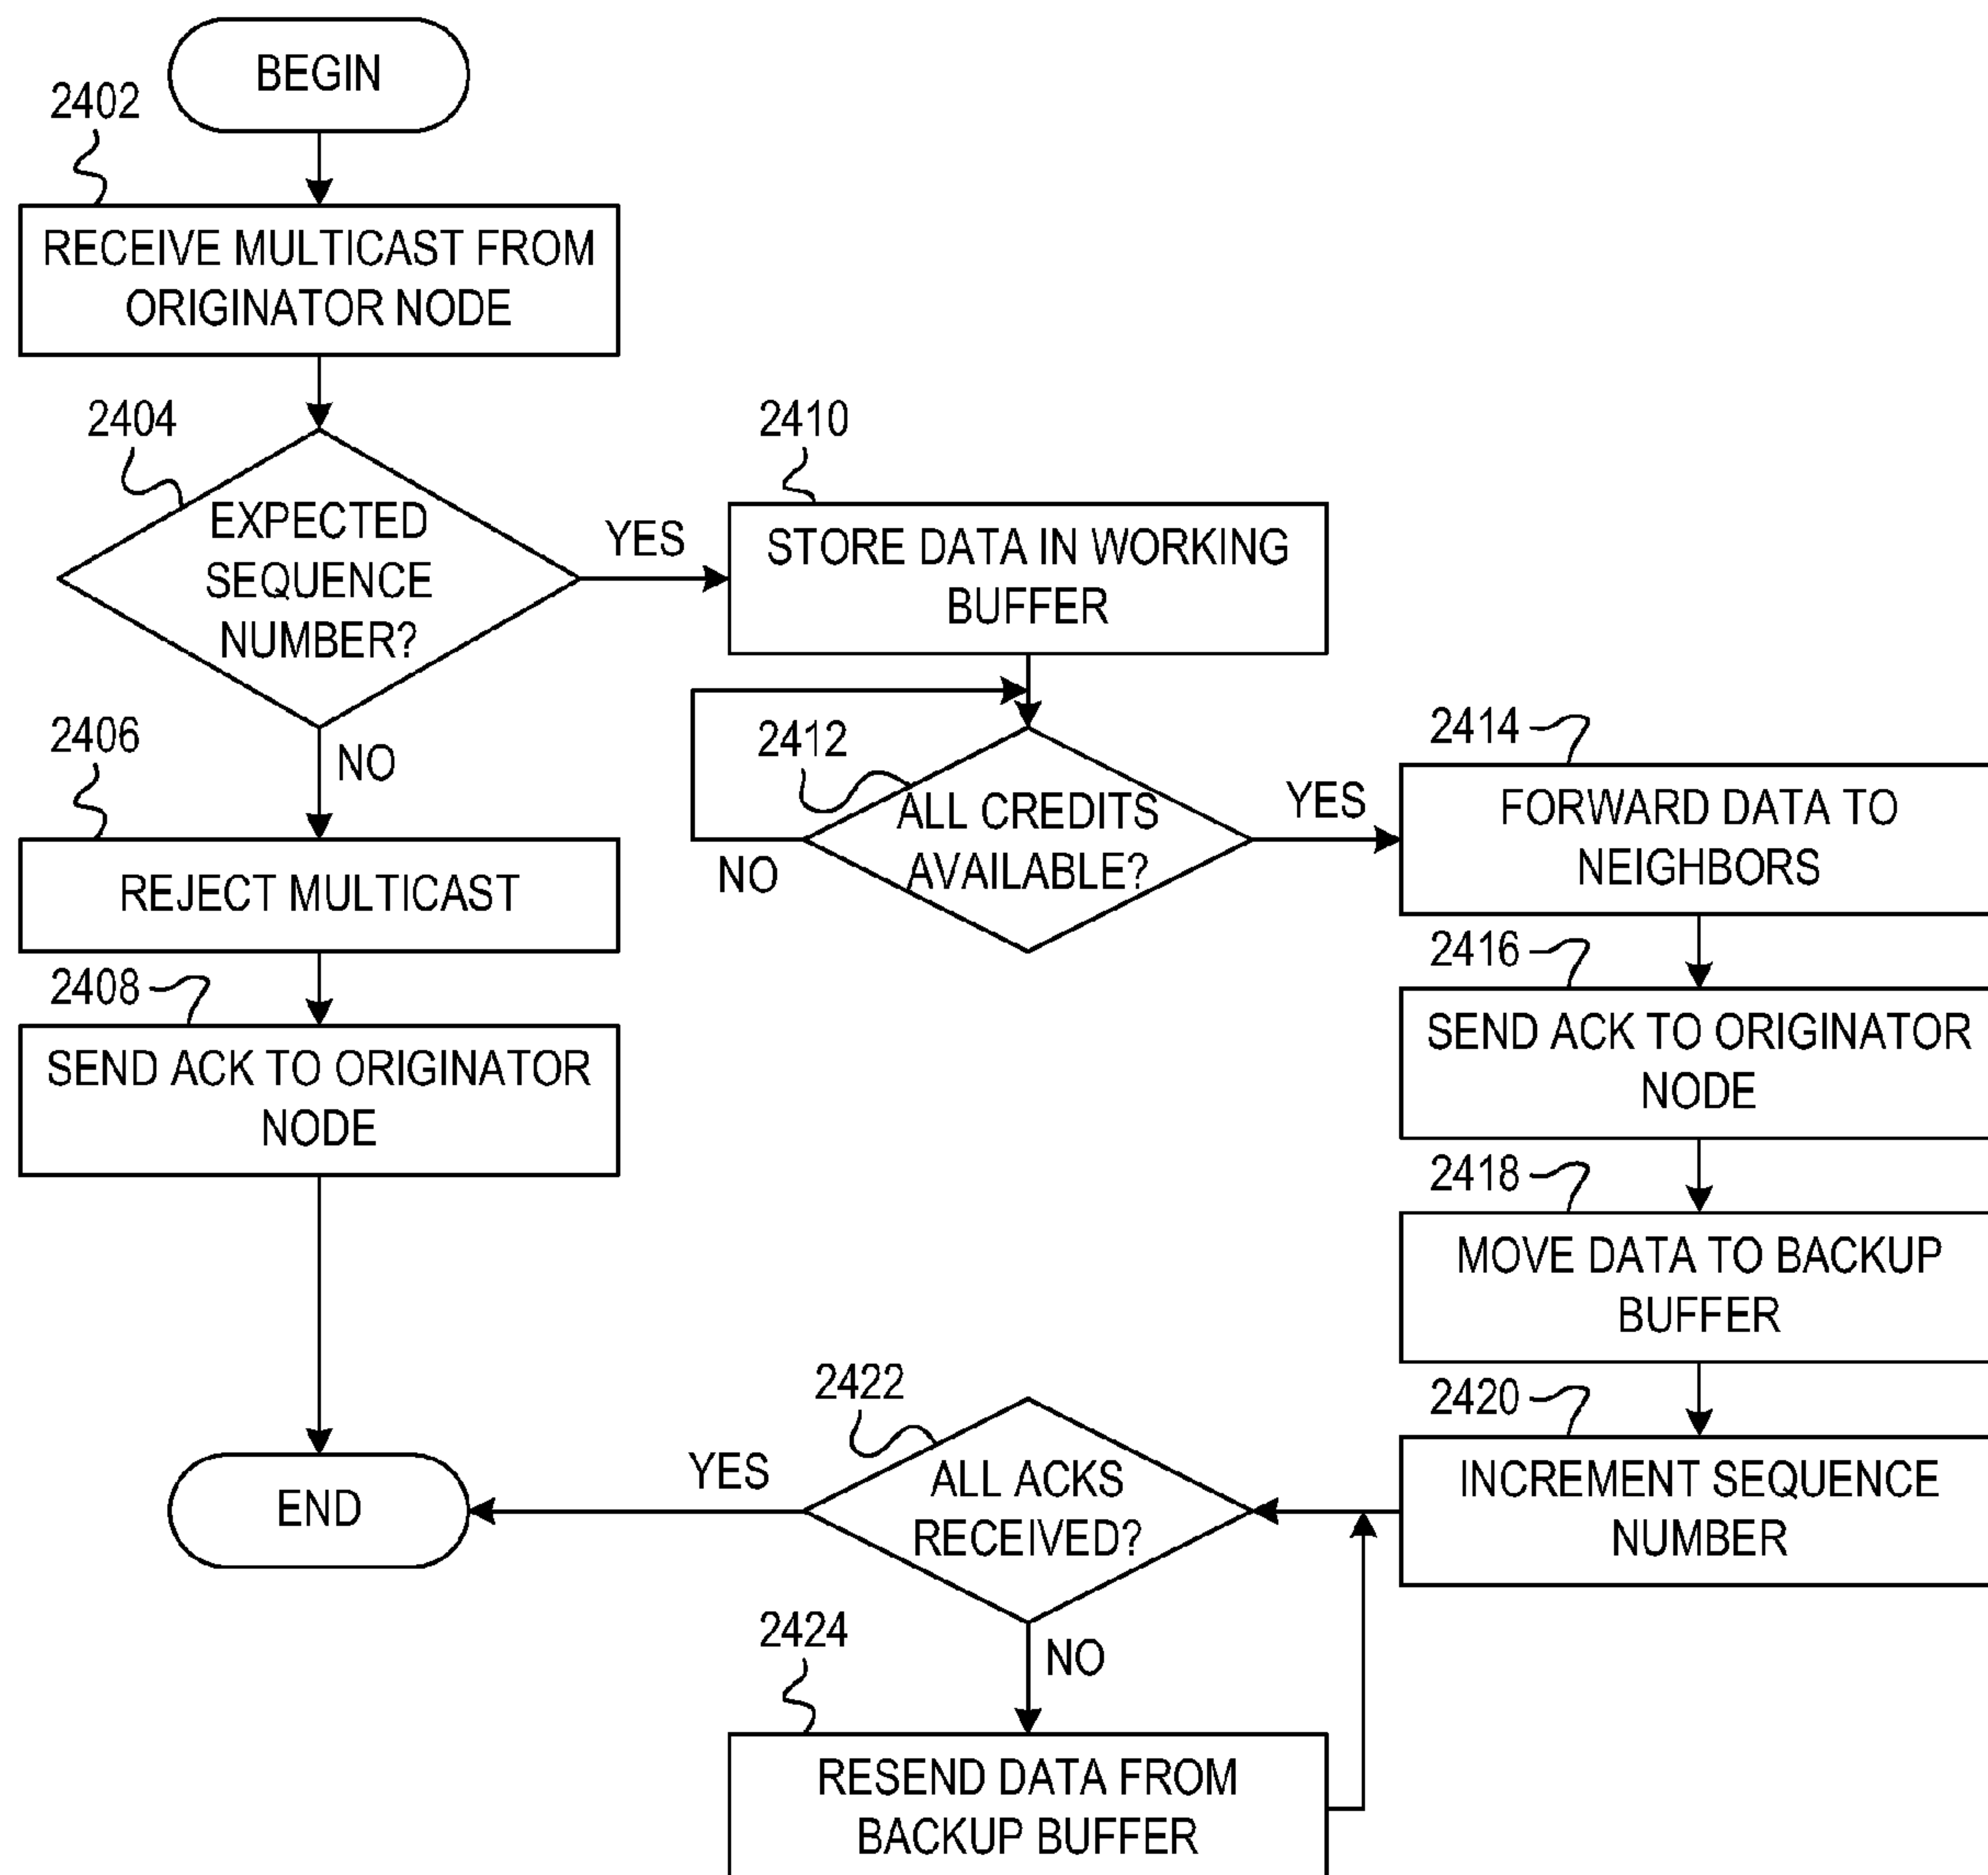 BEGIN
2402
RECEIVE MULTICAST FROM
ORIGINATOR NODE
2404
EXPECTED
SEQUENCE
NUMBER?
YES
NO
2406
REJECT MULTICAST
2408
SEND ACK TO ORIGINATOR
NODE
2410
STORE DATA IN WORKING
BUFFER
2412
ALL CREDITS
AVAILABLE?
NO
YES
2414
FORWARD DATA TO
NEIGHBORS
2416
SEND ACK TO ORIGINATOR
NODE
2418
MOVE DATA TO BACKUP
BUFFER
2420
INCREMENT SEQUENCE
NUMBER
2422
ALL ACKS
RECEIVED?
YES
NO
2424
RESEND DATA FROM
BACKUP BUFFER
END